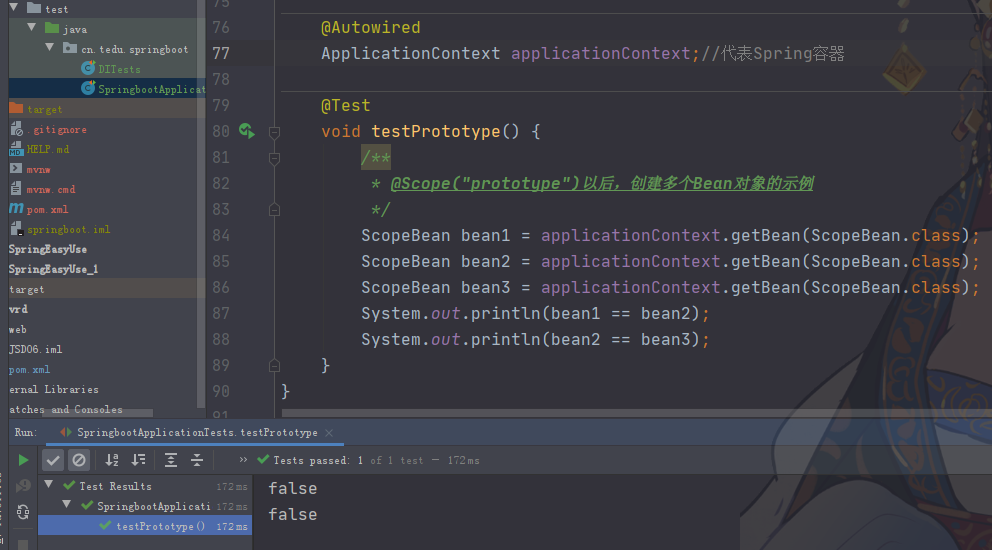 test
java
cn.tedu.springboot
DITests
SpringbootApplicat
target
.gitignore
HELP.md
mvnw
mvnw.cmd
pom.xml
springboot.iml
SpringEasyUse
SpringEasyUse_1
target
vrd
web
JSD06.iml
pom.xml
ernal Libraries
atches and Consoles
75
76 @Autowired
77 ApplicationContext applicationContext;//代表Spring容器
78
79 @Test
80 void testPrototype() {
81 /**
82 * @Scope("prototype")以后，创建多个Bean对象的示例
83 */
84 ScopeBean bean1 = applicationContext.getBean(ScopeBean.class);
85 ScopeBean bean2 = applicationContext.getBean(ScopeBean.class);
86 ScopeBean bean3 = applicationContext.getBean(ScopeBean.class);
87 System.out.println(bean1 == bean2);
88 System.out.println(bean2 == bean3);
89 }
90 }
91
Run: SpringbootApplicationTests.testPrototype ×
» Tests passed: 1 of 1 test – 172 ms
Test Results 172 ms
SpringbootApplicati 172 ms
testPrototype() 172 ms
false
false